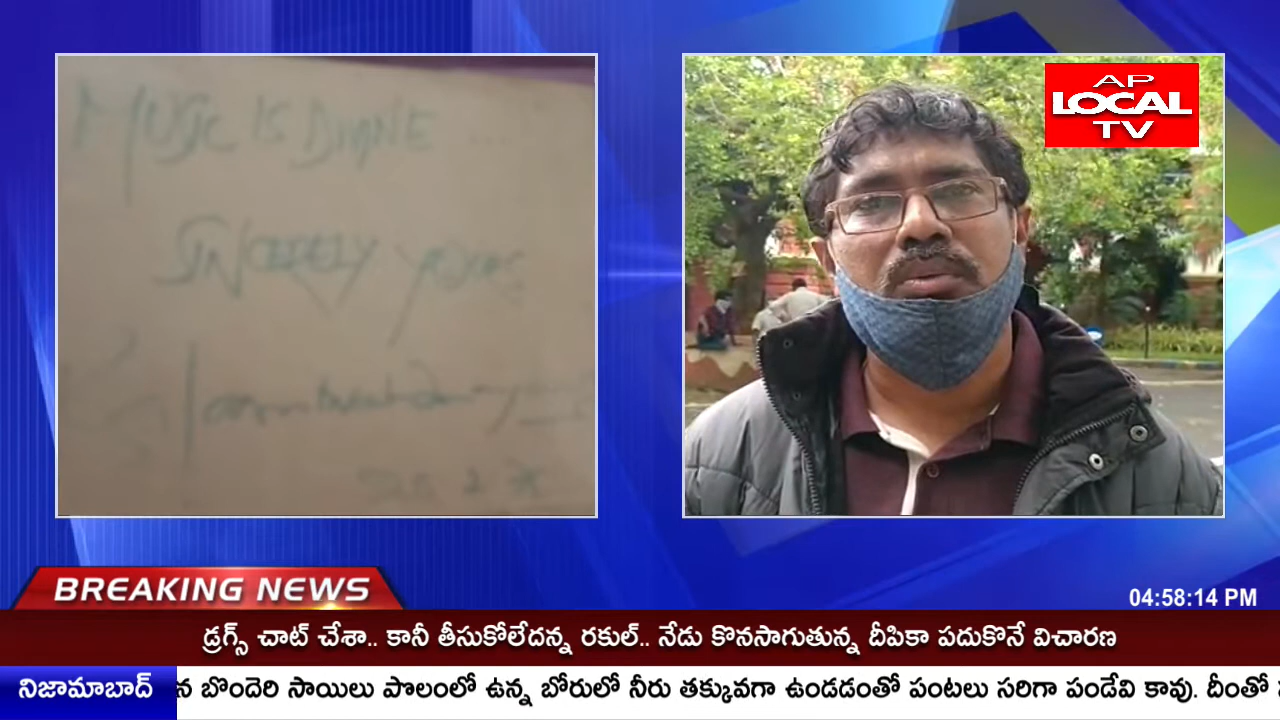 MUSIC IS DIVINE ...
SINCERELY YOURS
AP
LOCAL
TV
BREAKING NEWS
04:58:14 PM
డ్రగ్స్ చాట్ చేశా.. కానీ తీసుకోలేదన్న రకుల్.. నేడు కొనసాగుతున్న దీపికా పదుకొనే విచారణ
నిజామాబాద్ న బొందెరి సాయిలు పొలంలో ఉన్న బోరులో నీరు తక్కువగా ఉండడంతో పంటలు సరిగా పండేవి కావు. దీంతో